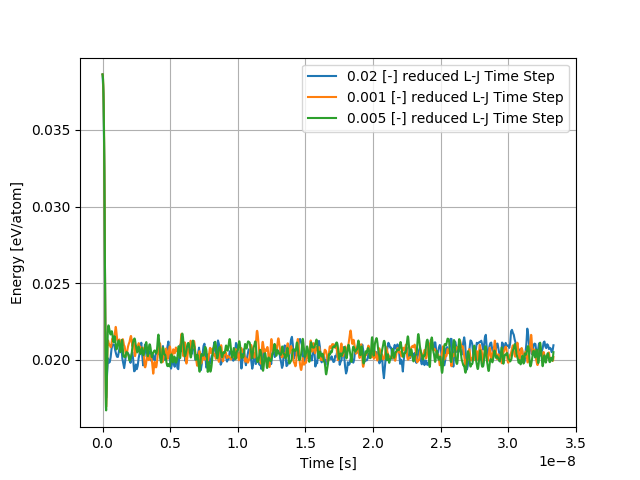 0.02 [-] reduced L-J Time Step
0.001 [-] reduced L-J Time Step
0.005 [-] reduced L-J Time Step
0.035
0.030
0.025
0.020
Energy [eV/atom]
0.0 0.5 1.0 1.5 2.0 2.5 3.0 3.5
1e−8
Time [s]